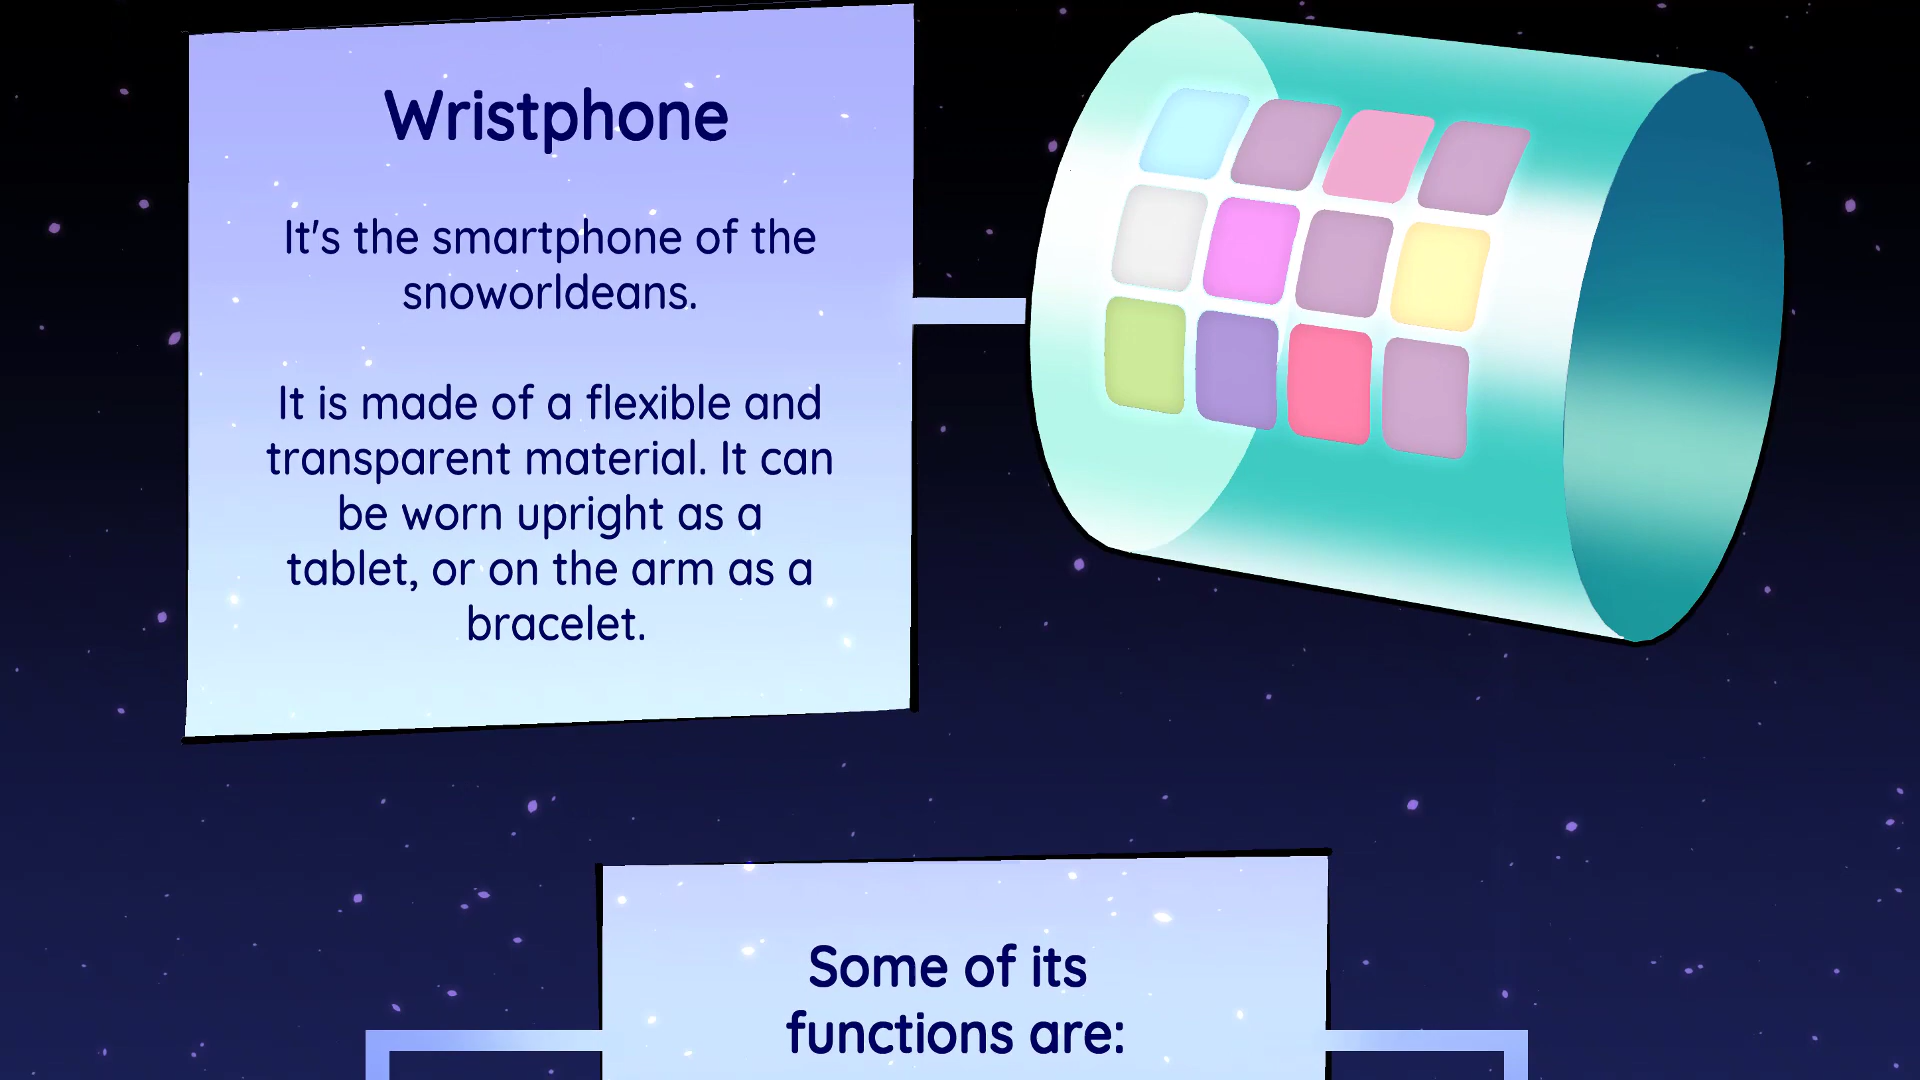 Wristphone
It's the smartphone of the
snoworldeans.
It is made of a flexible and
transparent material. It can
be worn upright as a
tablet, or on the arm as a
bracelet.
Some of its
functions are: